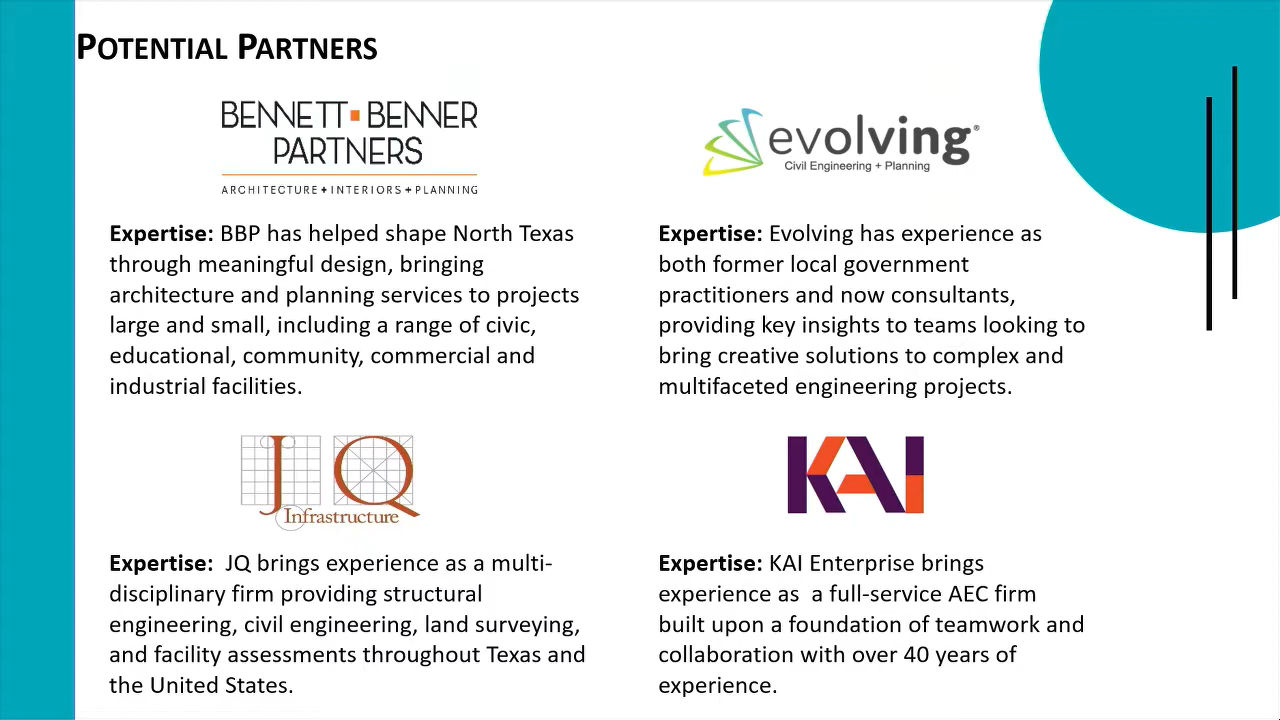 POTENTIAL PARTNERS
BENNETT BENNER
PARTNERS
ARCHITECTURE + INTERIORS + PLANNING
Expertise: BBP has helped shape North Texas
through meaningful design, bringing
architecture and planning services to projects
large and small, including a range of civic,
educational, community, commercial and
industrial facilities.
evolving®
Civil Engineering + Planning
Expertise: Evolving has experience as
both former local government
practitioners and now consultants,
providing key insights to teams looking to
bring creative solutions to complex and
multifaceted engineering projects.
JQ
Infrastructure
Expertise:  JQ brings experience as a multi-
disciplinary firm providing structural
engineering, civil engineering, land surveying,
and facility assessments throughout Texas and
the United States.
KAI
Expertise: KAI Enterprise brings
experience as  a full-service AEC firm
built upon a foundation of teamwork and
collaboration with over 40 years of
experience.